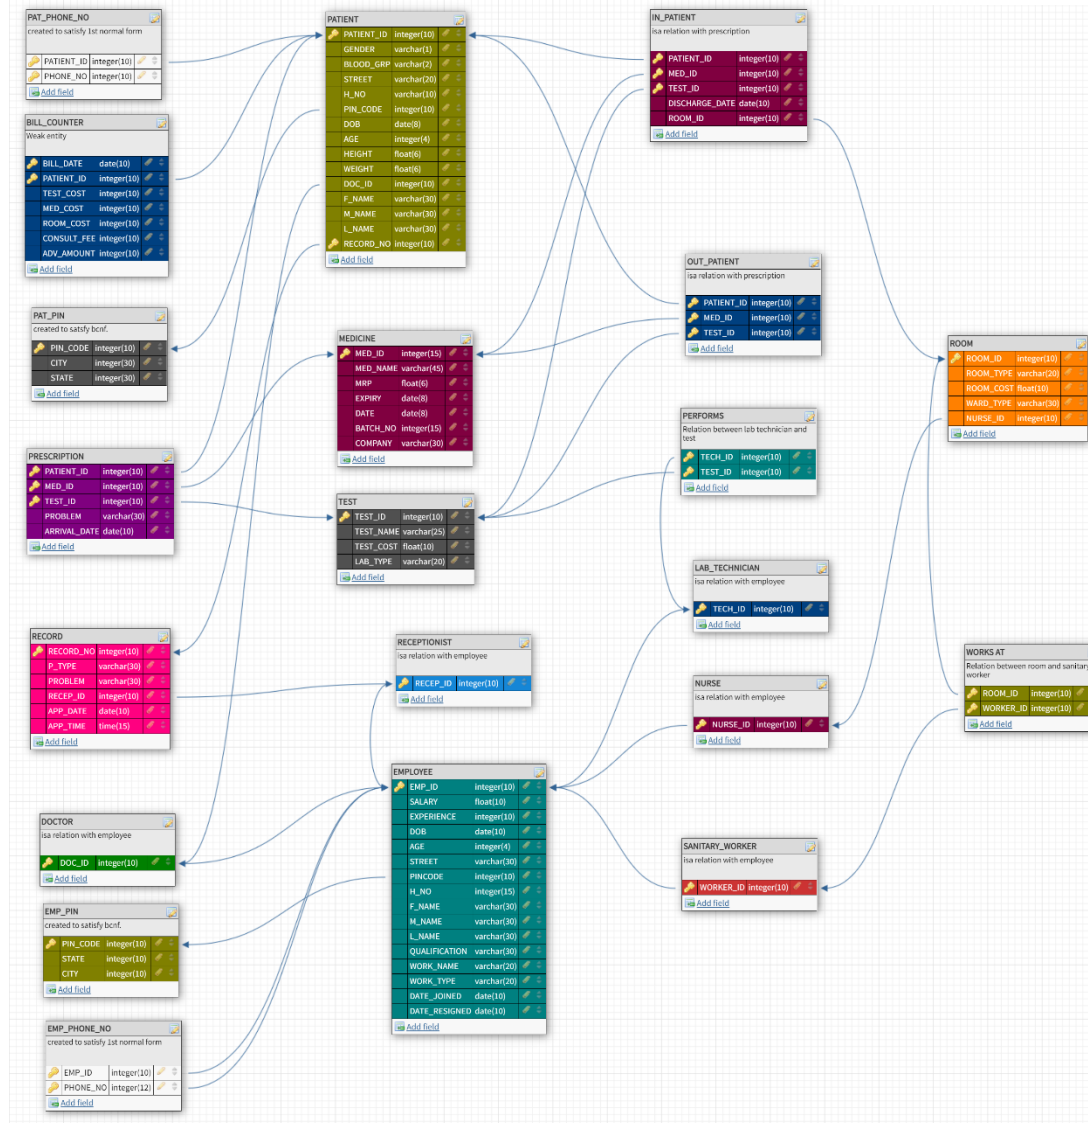 PAT_PHONE_NO
created to satisfy 1st normal form
PATIENT_ID integer(10)
PHONE_NO integer(10)
Add field
BILL_COUNTER
Weak entity
BILL_DATE date(10)
PATIENT_ID integer(10)
TEST_COST integer(10)
MED_COST integer(10)
ROOM_COST integer(10)
CONSULT_FEE integer(10)
ADV_AMOUNT integer(10)
Add field
PAT_PIN
created to satsfy bcnf.
PIN_CODE integer(10)
CITY integer(30)
STATE integer(30)
Add field
PRESCRIPTION
PATIENT_ID integer(10)
MED_ID integer(10)
TEST_ID integer(10)
PROBLEM varchar(30)
ARRIVAL_DATE date(10)
Add field
RECORD
RECORD_NO integer(10)
P_TYPE varchar(30)
PROBLEM varchar(30)
RECEP_ID integer(10)
APP_DATE date(10)
APP_TIME time(15)
Add field
DOCTOR
isa relation with employee
DOC_ID integer(10)
Add field
EMP_PIN
created to satisfy bcnf.
PIN_CODE integer(10)
STATE integer(10)
CITY integer(10)
Add field
EMP_PHONE_NO
created to satisfy 1st normal form
EMP_ID integer(10)
PHONE_NO integer(12)
Add field
PATIENT
PATIENT_ID integer(10)
GENDER varchar(1)
BLOOD_GRP varchar(2)
STREET varchar(20)
H_NO varchar(10)
PIN_CODE integer(10)
DOB date(8)
AGE integer(4)
HEIGHT float(6)
WEIGHT float(6)
DOC_ID integer(10)
F_NAME varchar(30)
M_NAME varchar(30)
L_NAME varchar(30)
RECORD_NO integer(10)
Add field
MEDICINE
MED_ID integer(15)
MED_NAME varchar(45)
MRP float(6)
EXPIRY date(8)
DATE date(8)
BATCH_NO integer(15)
COMPANY varchar(30)
Add field
TEST
TEST_ID integer(10)
TEST_NAME varchar(25)
TEST_COST float(10)
LAB_TYPE varchar(20)
Add field
RECEPTIONIST
isa relation with employee
RECEP_ID integer(10)
Add field
EMPLOYEE
EMP_ID integer(10)
SALARY float(10)
EXPERIENCE integer(10)
DOB date(10)
AGE integer(4)
STREET varchar(30)
PINCODE integer(10)
H_NO integer(15)
F_NAME varchar(30)
M_NAME varchar(30)
L_NAME varchar(30)
QUALIFICATION varchar(30)
WORK_NAME varchar(20)
WORK_TYPE varchar(20)
DATE_JOINED date(10)
DATE_RESIGNED date(10)
Add field
IN_PATIENT
isa relation with prescription
PATIENT_ID integer(10)
MED_ID integer(10)
TEST_ID integer(10)
DISCHARGE_DATE date(10)
ROOM_ID integer(10)
Add field
OUT_PATIENT
isa relation with prescription
PATIENT_ID integer(10)
MED_ID integer(10)
TEST_ID integer(10)
Add field
PERFORMS
Relation between lab technician and
test
TECH_ID integer(10)
TEST_ID integer(10)
Add field
LAB_TECHNICIAN
isa relation with employee
TECH_ID integer(10)
Add field
NURSE
isa relation with employee
NURSE_ID integer(10)
Add field
SANITARY_WORKER
isa relation with employee
WORKER_ID integer(10)
Add field
ROOM
ROOM_ID integer(10)
ROOM_TYPE varchar(20)
ROOM_COST float(10)
WARD_TYPE varchar(30)
NURSE_ID integer(10)
Add field
WORKS AT
Relation between room and sanitary
worker
ROOM_ID integer(10)
WORKER_ID integer(10)
Add field